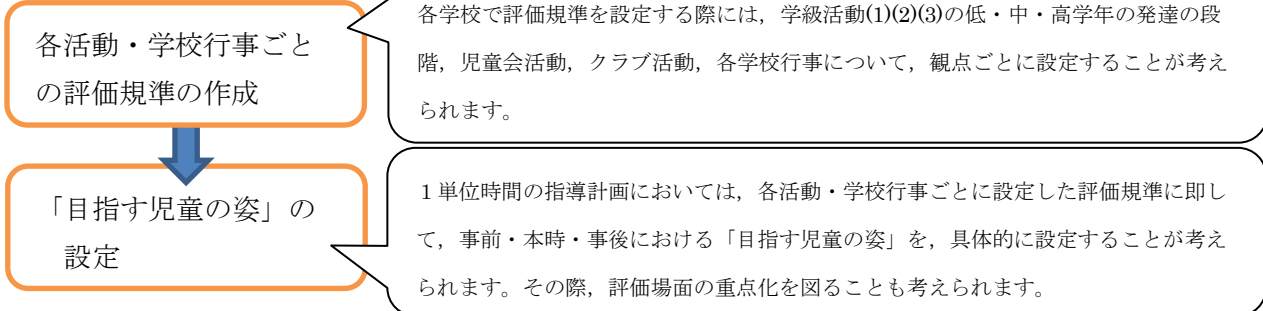 各活動・学校行事ごと
の評価規準の作成
各学校で評価規準を設定する際には，学級活動(1)(2)(3)の低・中・高学年の発達の段
階，児童会活動，クラブ活動，各学校行事について，観点ごとに設定することが考え
られます。
「目指す児童の姿」の
設定
１単位時間の指導計画においては，各活動・学校行事ごとに設定した評価規準に即し
て，事前・本時・事後における「目指す児童の姿」を，具体的に設定することが考え
られます。その際，評価場面の重点化を図ることも考えられます。